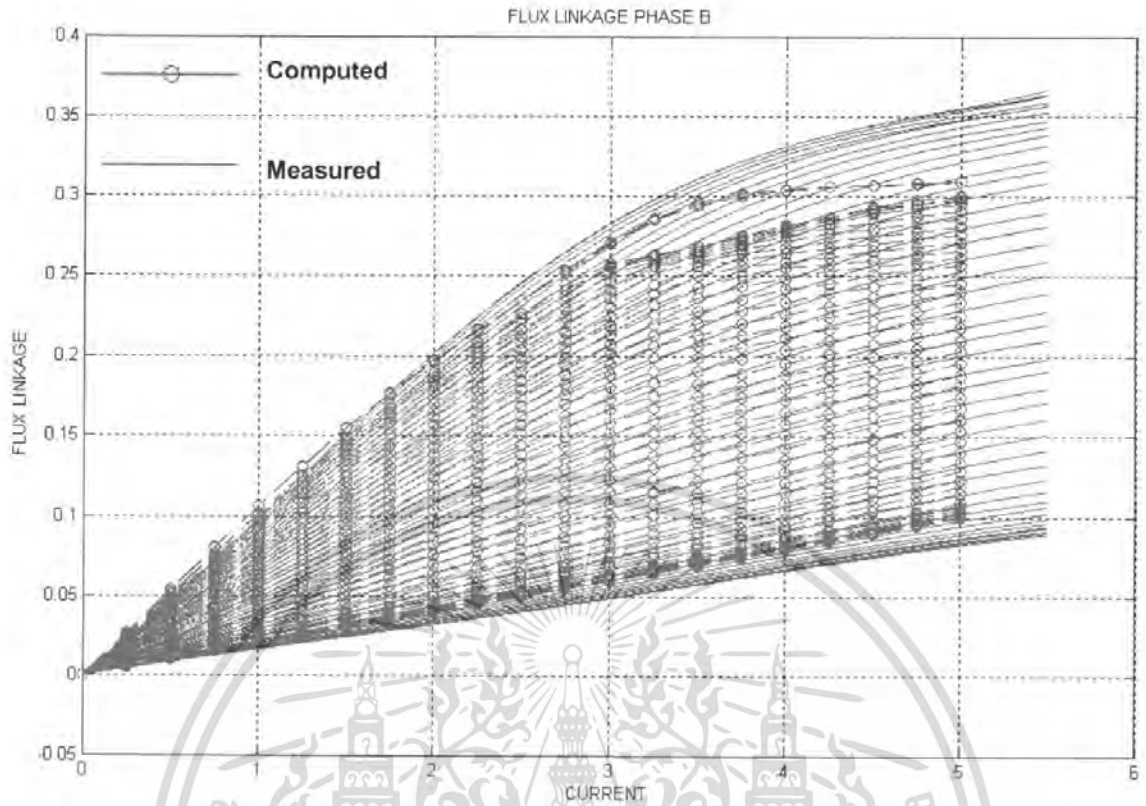 FLUX LINKAGE PHASE B
0.4
Computed
0.35
Measured
0.3
0.25
0.2
0.15
0.1
0.05
0
-0.05
FLUX LINKAGE
0 1 2 3 4 5 6
CURRENT